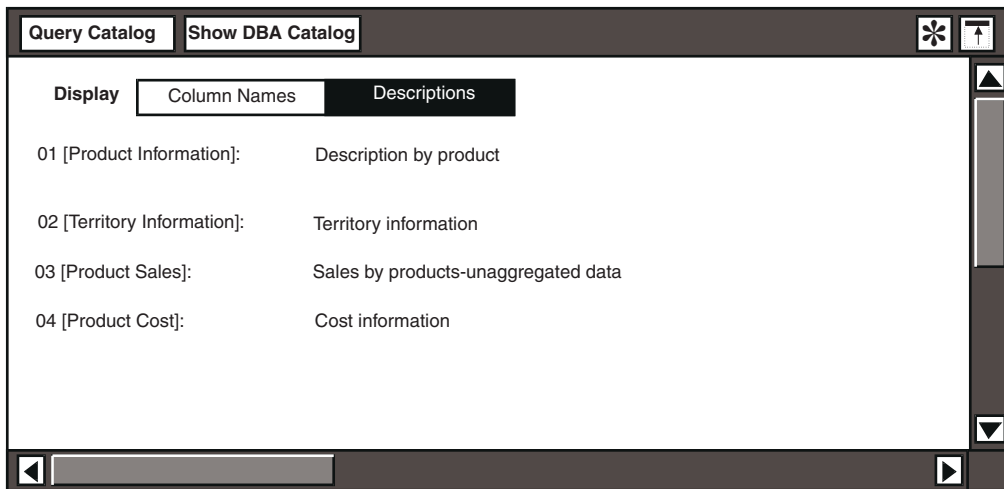 Query Catalog Show DBA Catalog
Display Column Names Descriptions
01 [Product Information]: Description by product
02 [Territory Information]: Territory information
03 [Product Sales]: Sales by products-unaggregated data
04 [Product Cost]: Cost information